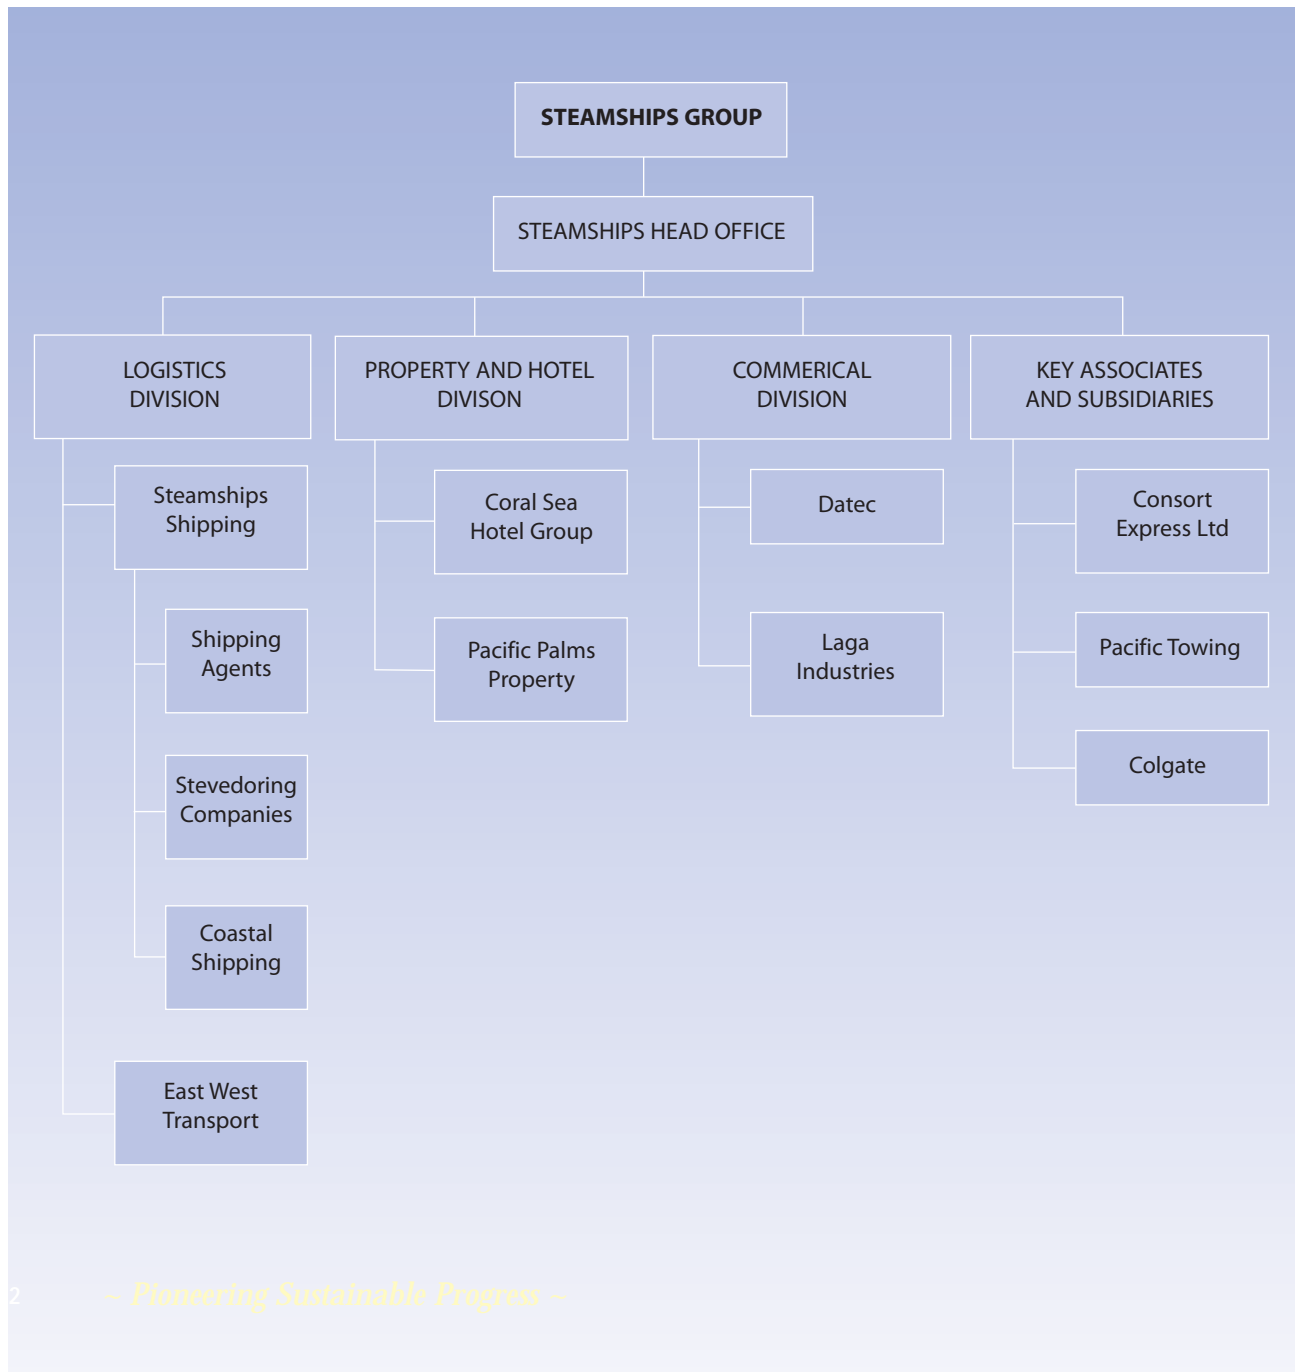 STEAMSHIPS GROUP
STEAMSHIPS HEAD OFFICE
LOGISTICS
DIVISION
PROPERTY AND HOTEL
DIVISON
COMMERICAL
DIVISION
KEY ASSOCIATES
AND SUBSIDIARIES
Steamships
Shipping
Shipping
Agents
Stevedoring
Companies
Coastal
Shipping
East West
Transport
Coral Sea
Hotel Group
Pacific Palms
Property
Datec
Laga
Industries
Consort
Express Ltd
Pacific Towing
Colgate
2 – Pioneering Sustainable Progress –